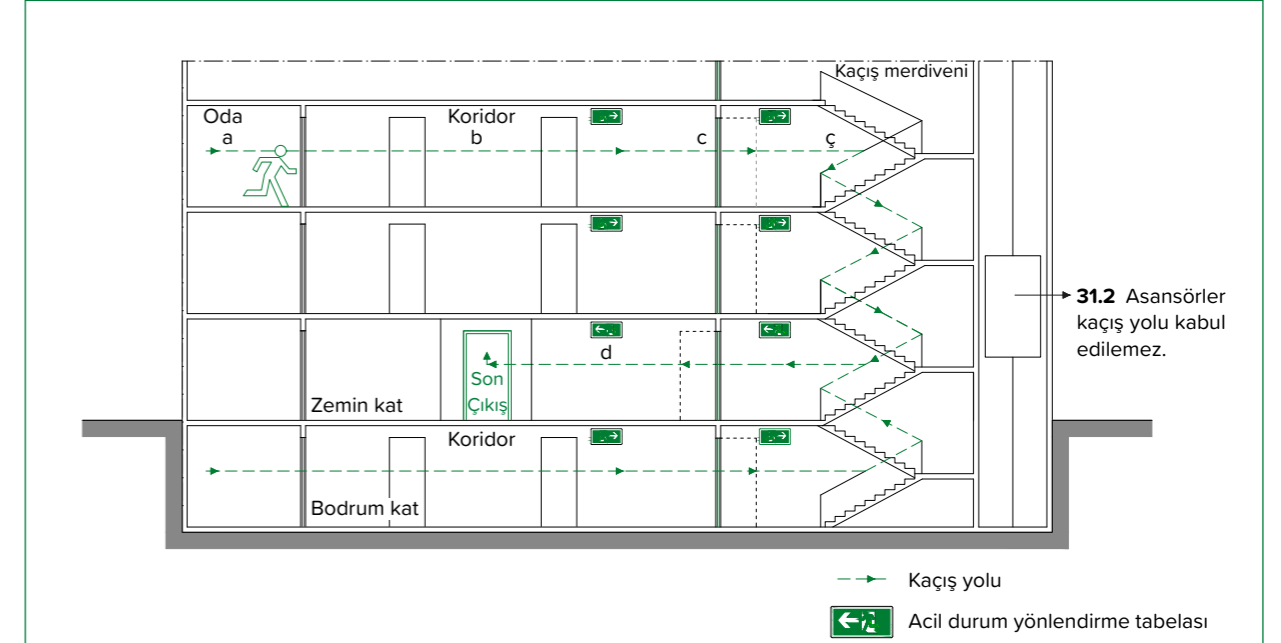 Kaçış merdiveni
Oda
a
Koridor
b
c
ç
31.2 Asansörler
kaçış yolu kabul
edilemez.
d
Son
Çıkış
Zemin kat
Koridor
Bodrum kat
Kaçış yolu
Acil durum yönlendirme tabelası